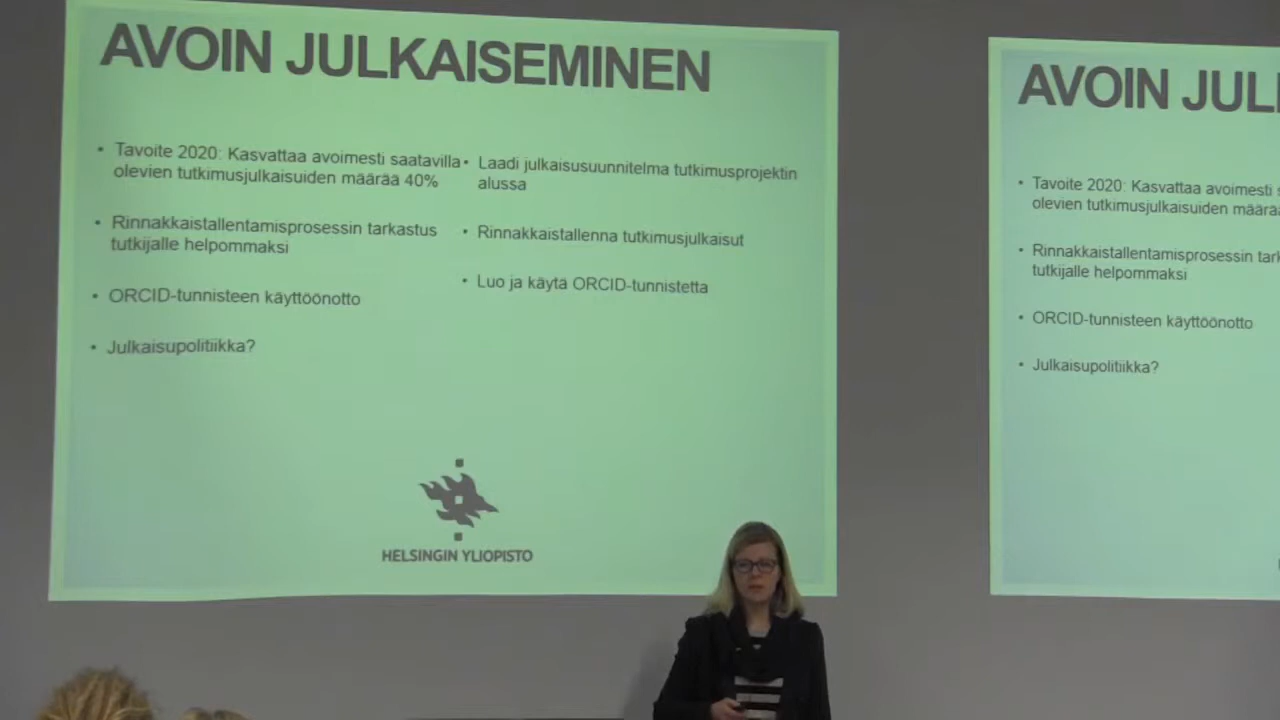 AVOIN JULKAISEMINEN
• Tavoite 2020: Kasvattaa avoimesti saatavilla
olevien tutkimusjulkaisuiden määrää 40%
• Rinnakkaistallentamisprosessin tarkastus
tutkijalle helpommaksi
• ORCID-tunnisteen käyttöönotto
• Julkaisupolitiikka?
• Laadi julkaisusuunnitelma tutkimusprojektin
alussa
• Rinnakkaistallenna tutkimusjulkaisut
• Luo ja käytä ORCID-tunnistetta
HELSINGIN YLIOPISTO
AVOIN JUL
• Tavoite 2020: Kasvattaa avoimesti
olevien tutkimusjulkaisuiden määrä
• Rinnakkaistallentamisprosessin tark
tutkijalle helpommaksi
• ORCID-tunnisteen käyttöönotto
• Julkaisupolitiikka?